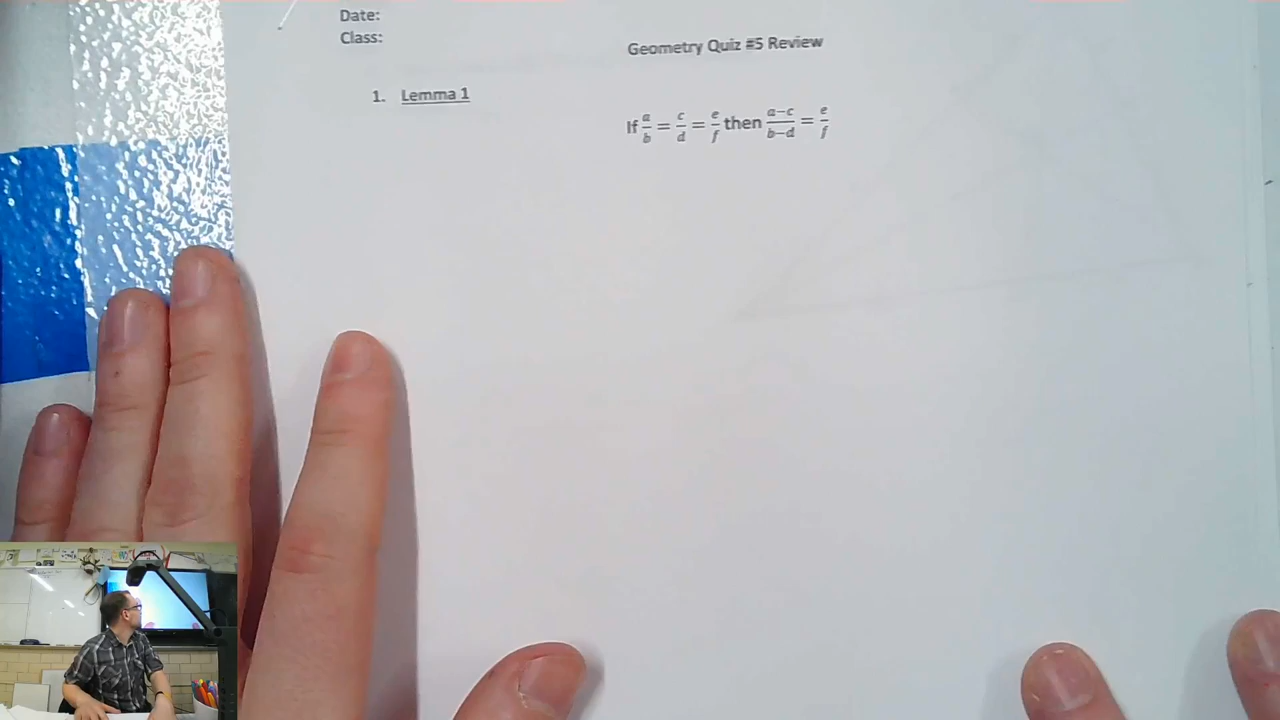 Date:
Class:
Geometry Quiz #5 Review
1. Lemma 1
If a/b = c/d = e/f then a−c/b−d = e/f